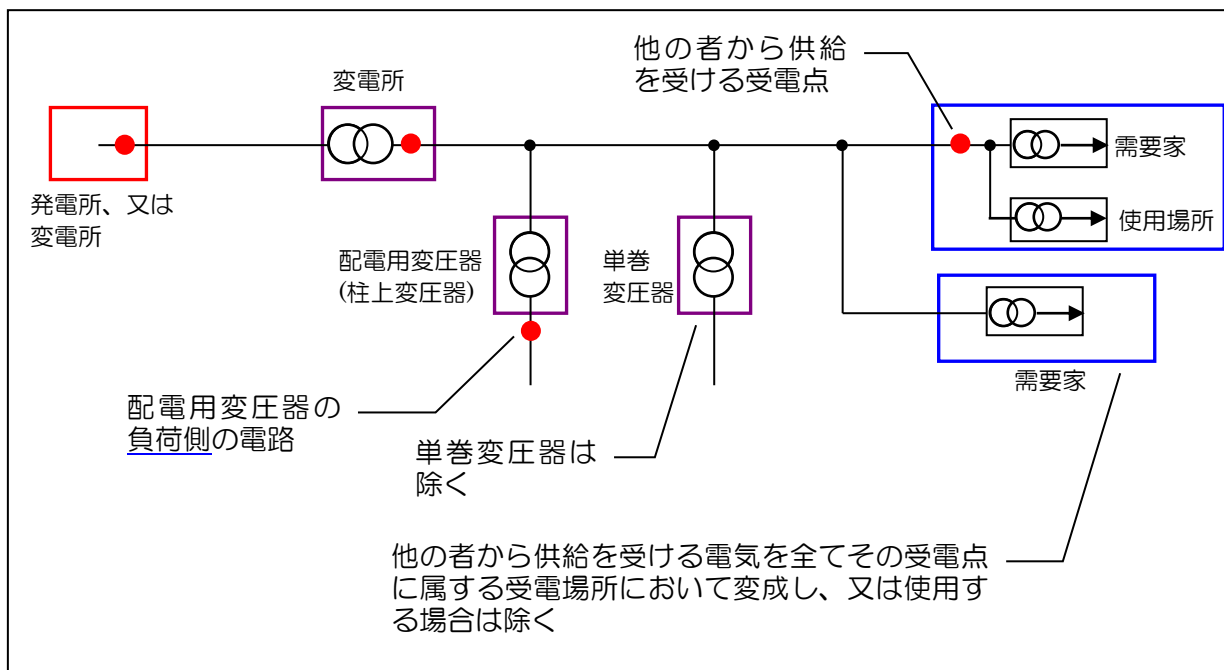 他の者から供給
を受ける受電点
変電所
需要家
発電所、又は
変電所
使用場所
配電用変圧器
(柱上変圧器)
単巻
変圧器
需要家
配電用変圧器の
負荷側の電路
単巻変圧器は
除く
他の者から供給を受ける電気を全てその受電点
に属する受電場所において変成し、又は使用す
る場合は除く